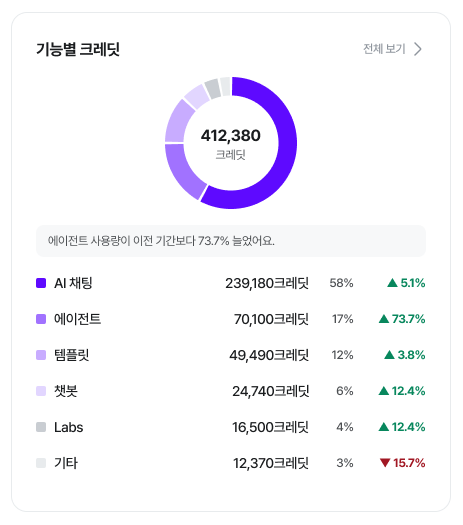 기능별 크레딧 전체 보기
412,380
크레딧
에이전트 사용량이 이전 기간보다 73.7% 늘었어요.
AI 채팅 239,180크레딧 58% ▲ 5.1%
에이전트 70,100크레딧 17% ▲ 73.7%
템플릿 49,490크레딧 12% ▲ 3.8%
챗봇 24,740크레딧 6% ▲ 12.4%
Labs 16,500크레딧 4% ▲ 12.4%
기타 12,370크레딧 3% ▼ 15.7%